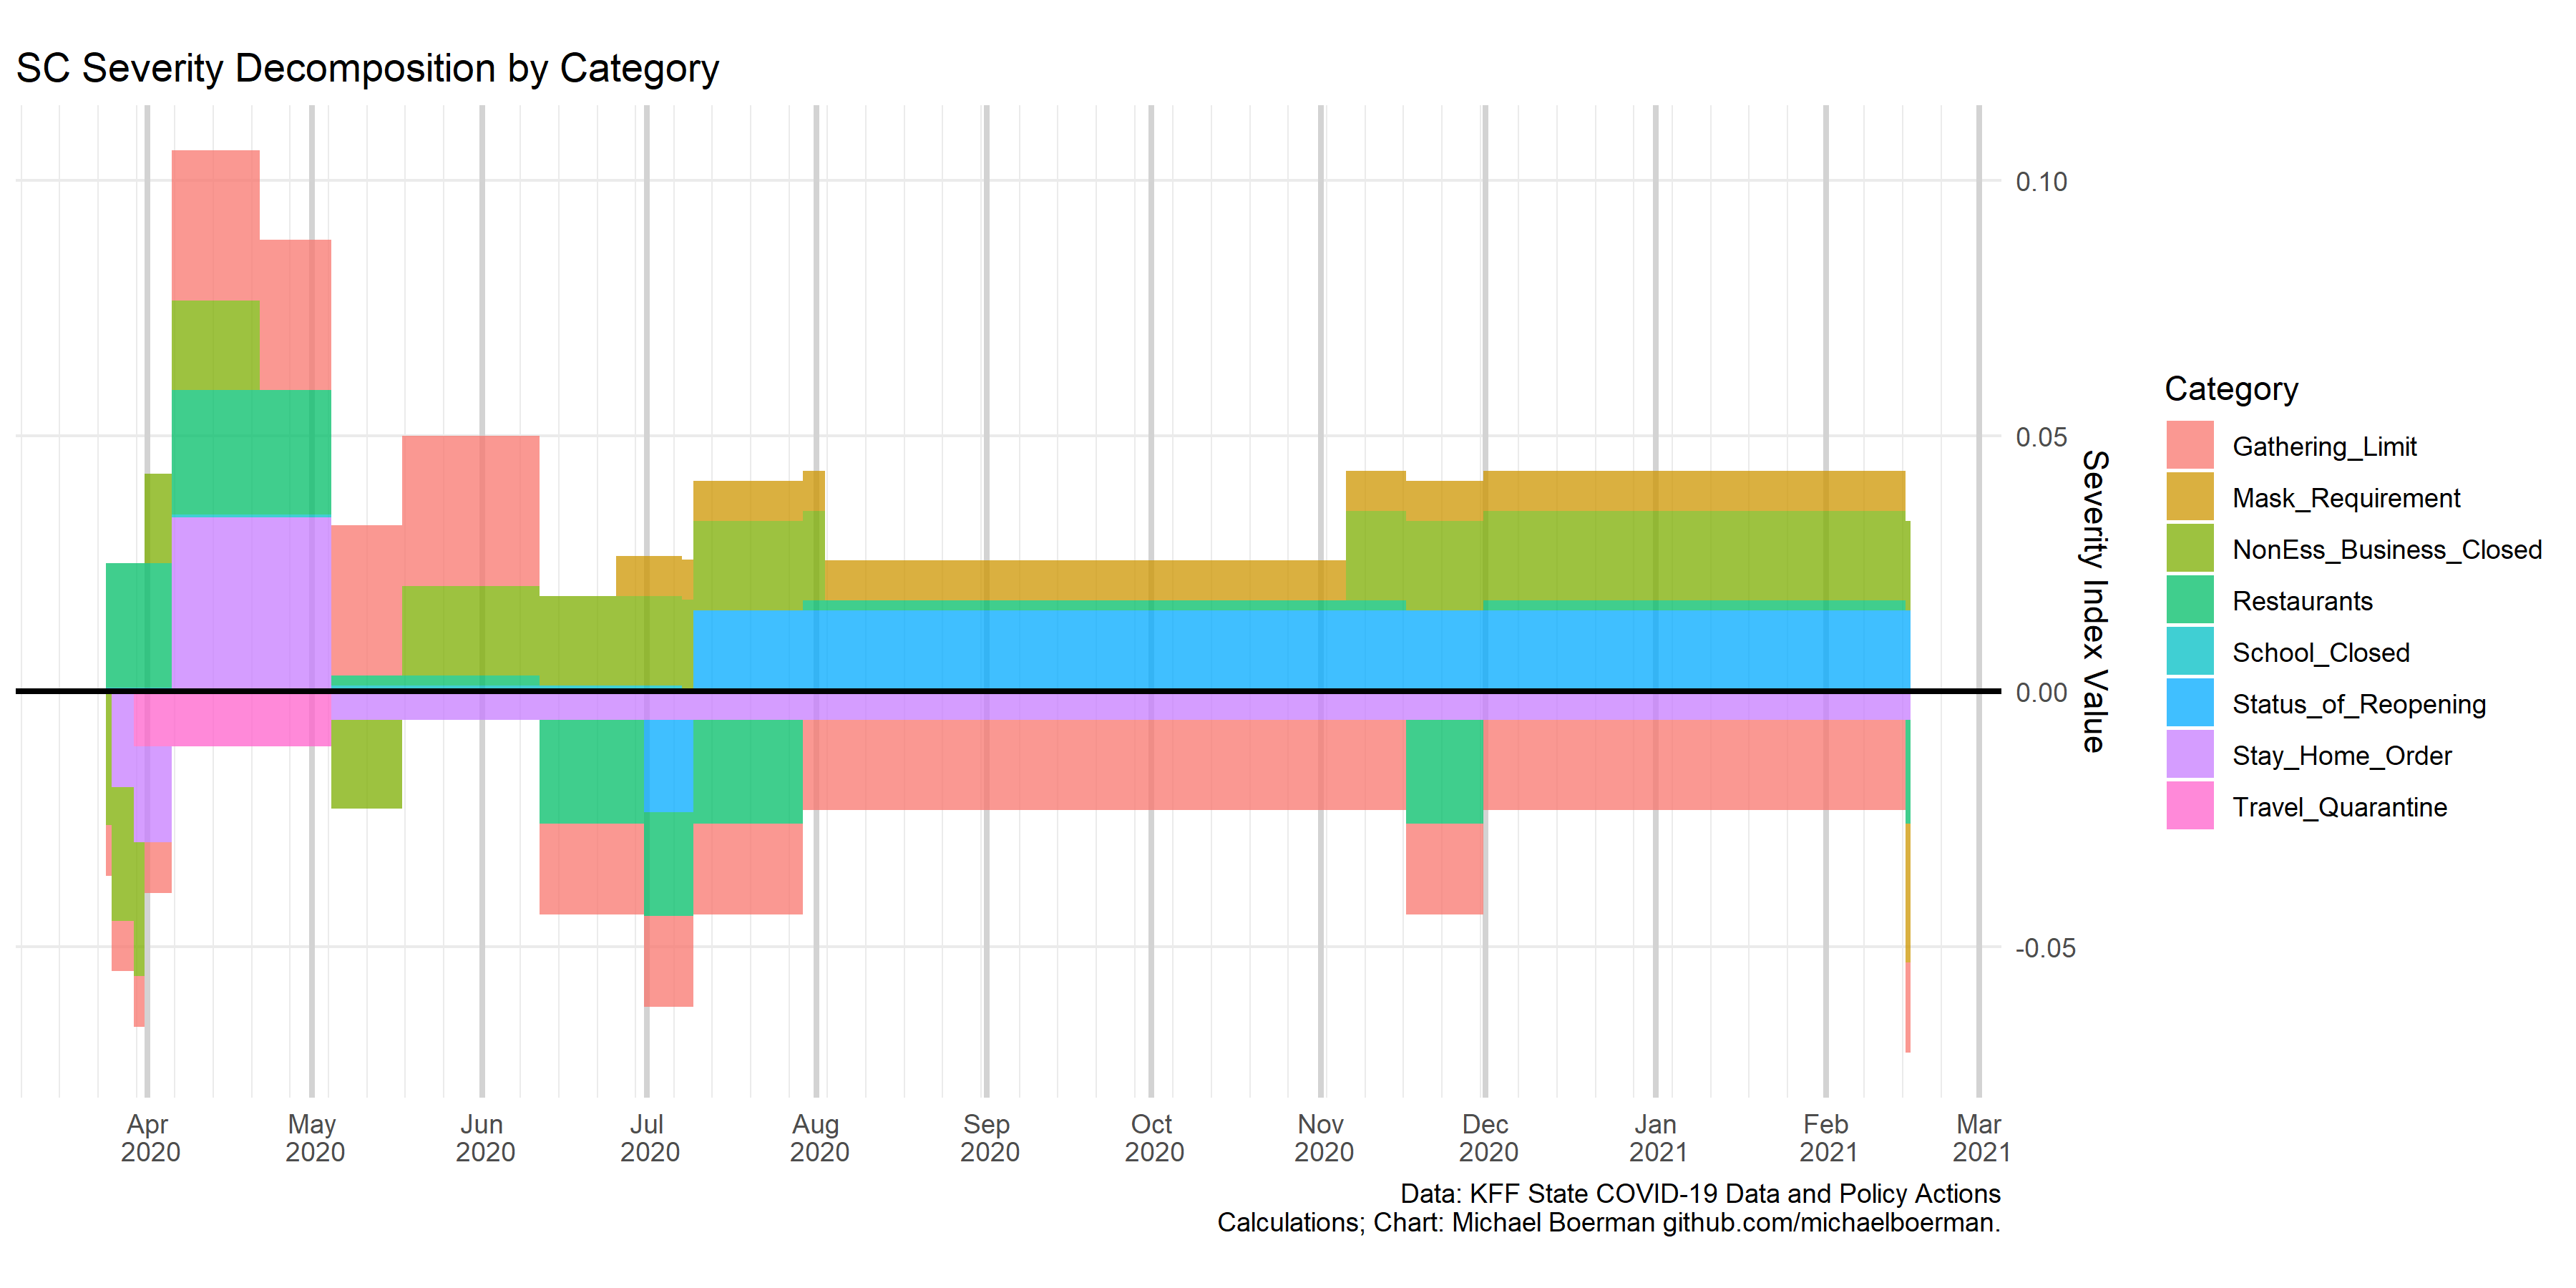 SC Severity Decomposition by Category
0.10
0.05
0.00
-0.05
Severity Index Value
Category
Gathering_Limit
Mask_Requirement
NonEss_Business_Closed
Restaurants
School_Closed
Status_of_Reopening
Stay_Home_Order
Travel_Quarantine
Apr May Jun Jul Aug Sep Oct Nov Dec Jan Feb Mar
2020 2020 2020 2020 2020 2020 2020 2020 2020 2021 2021 2021
Data: KFF State COVID-19 Data and Policy Actions
Calculations; Chart: Michael Boerman github.com/michaelboerman.